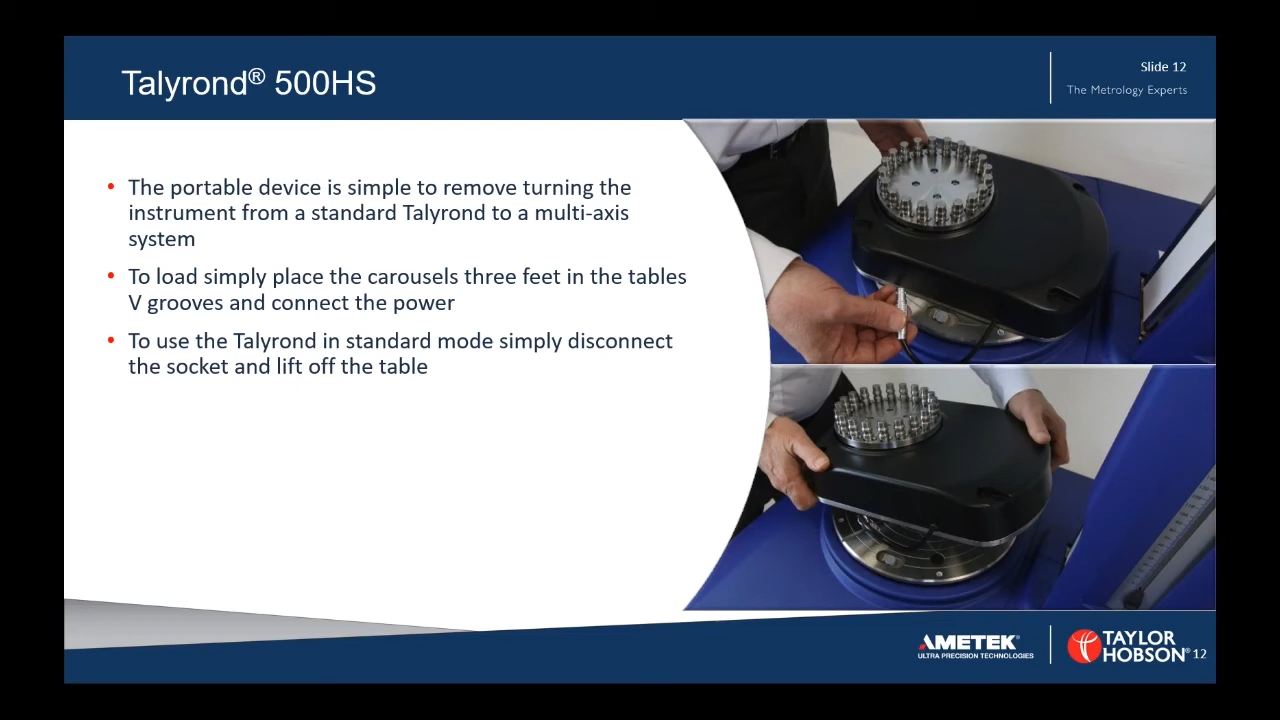 Talyrond® 500HS
Slide 12
The Metrology Experts
• The portable device is simple to remove turning the
instrument from a standard Talyrond to a multi-axis
system
• To load simply place the carousels three feet in the tables
V grooves and connect the power
• To use the Talyrond in standard mode simply disconnect
the socket and lift off the table
AMETEK®
ULTRA PRECISION TECHNOLOGIES
TAYLOR
HOBSON®
12